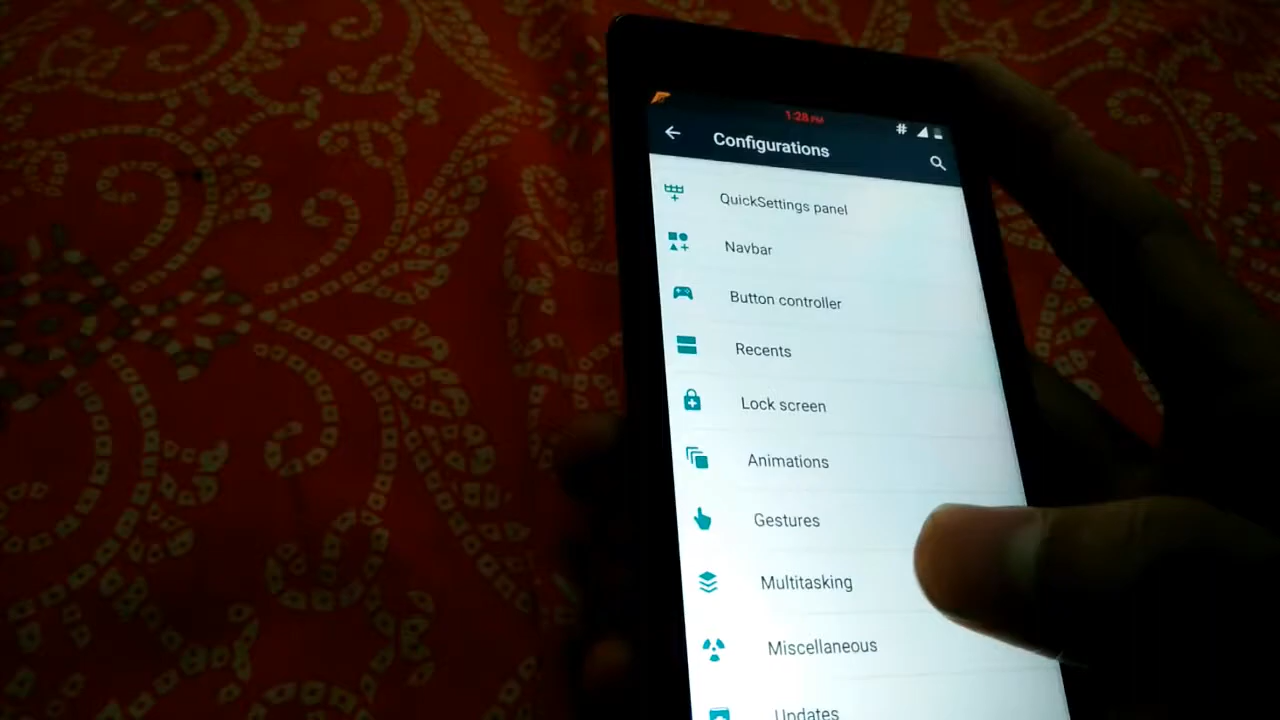 1:28 PM
#
Configurations
QuickSettings panel
Navbar
Button controller
Recents
Lock screen
Animations
Gestures
Multitasking
Miscellaneous
Updates